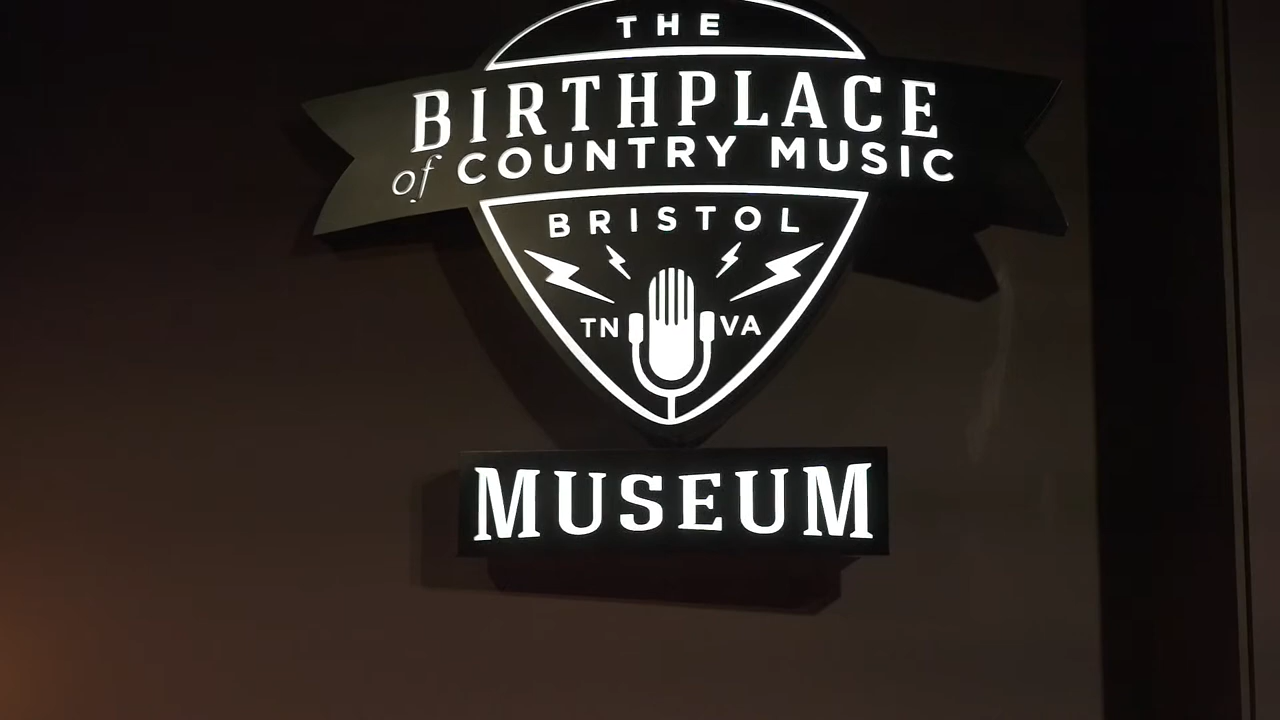 THE
BIRTHPLACE
of COUNTRY MUSIC
BRISTOL
TN VA
MUSEUM